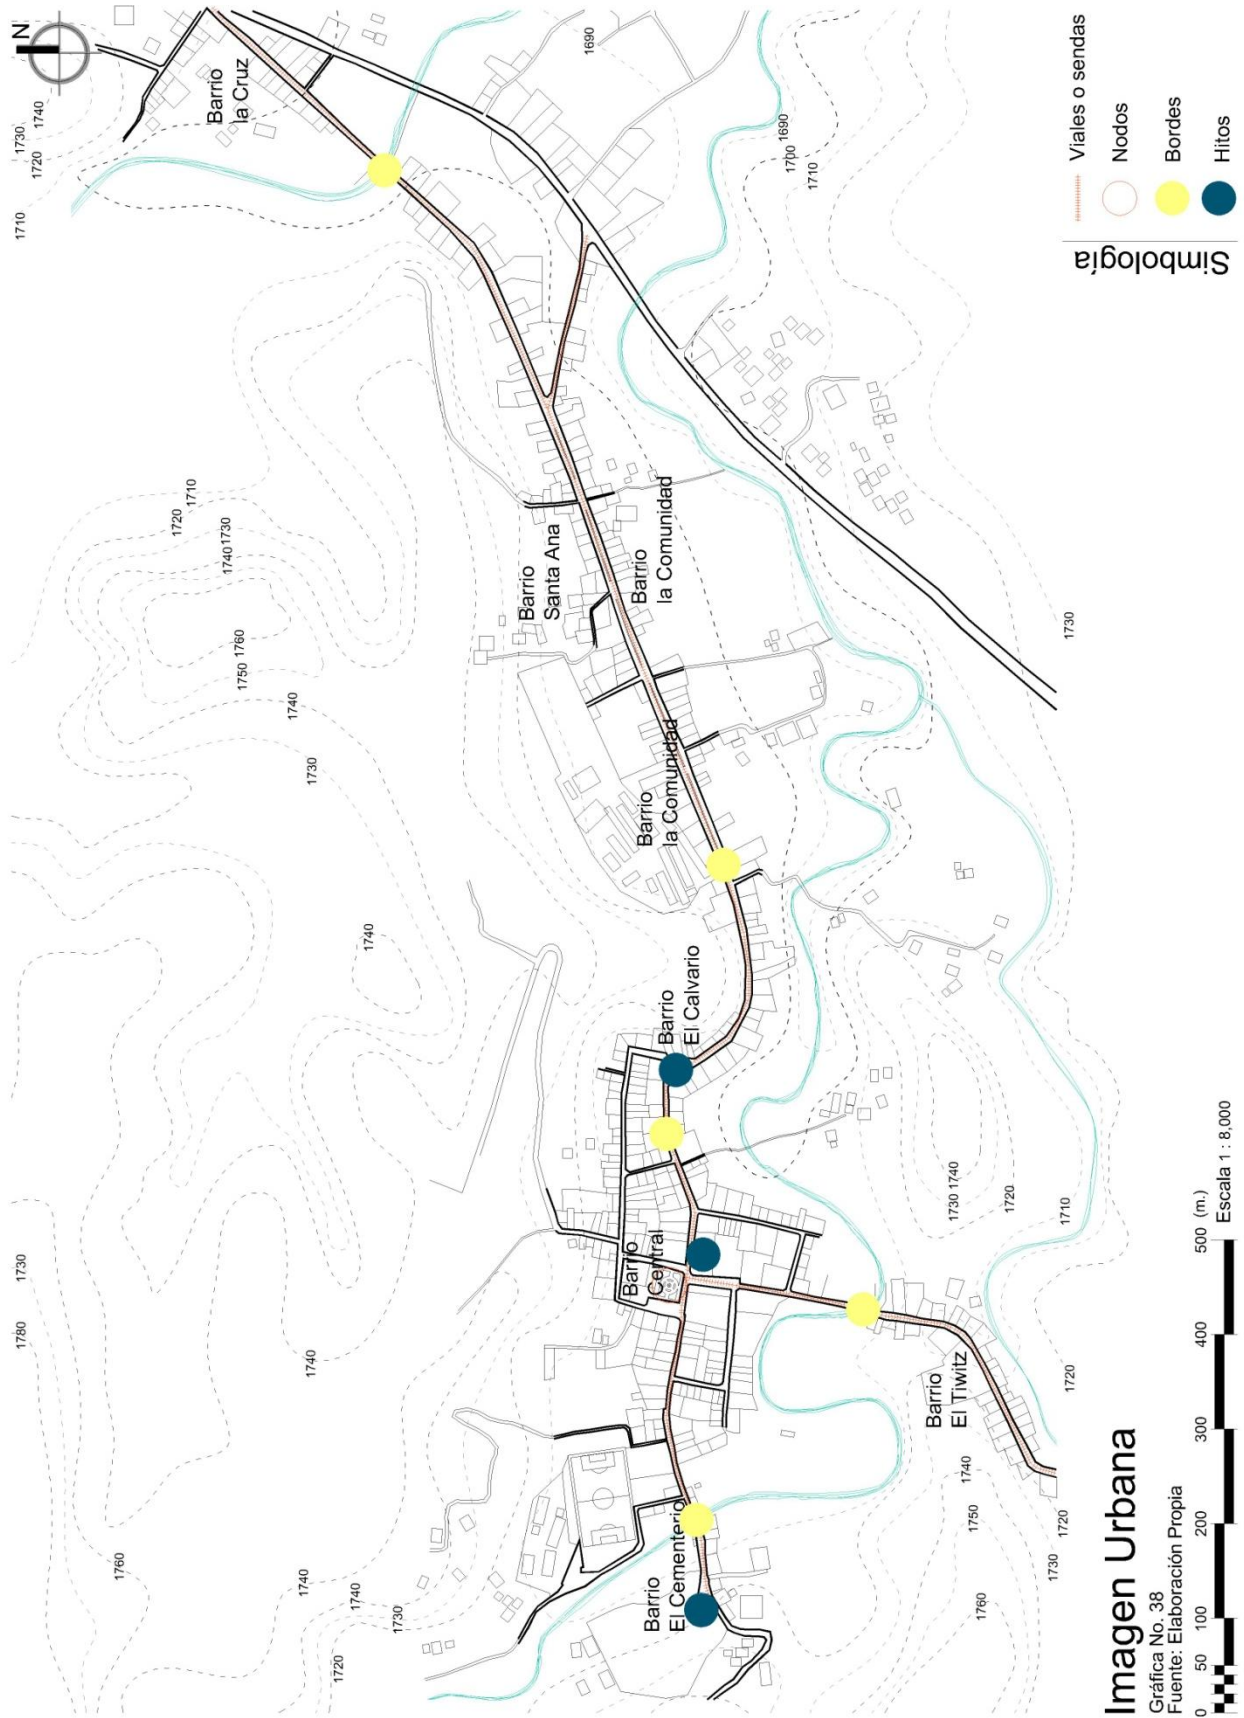 N
1780
1730
1710
1720
1730
1740
1760
1720
1710
Barrio
la Cruz
1740 1730
1750 1760
1740
1740
1740
1730
1720
1740
1740
1730
Barrio
Santa Ana
1690
Barrio
Central
Barrio
la Comunidad
Barrio
la Comunidad
Barrio
El Cementerio
Barrio
El Calvario
1690
1700
1710
Barrio
El Tiwitz
1730 1740
1740
1750
1760
1720
1730
1720
1710
1730
1720
Imagen Urbana
Gráfica No. 38
Fuente: Elaboración Propia
0 50 100 200 300 400 500 (m.)
Escala 1 : 8,000
Simbología
Viales o sendas
Nodos
Bordes
Hitos